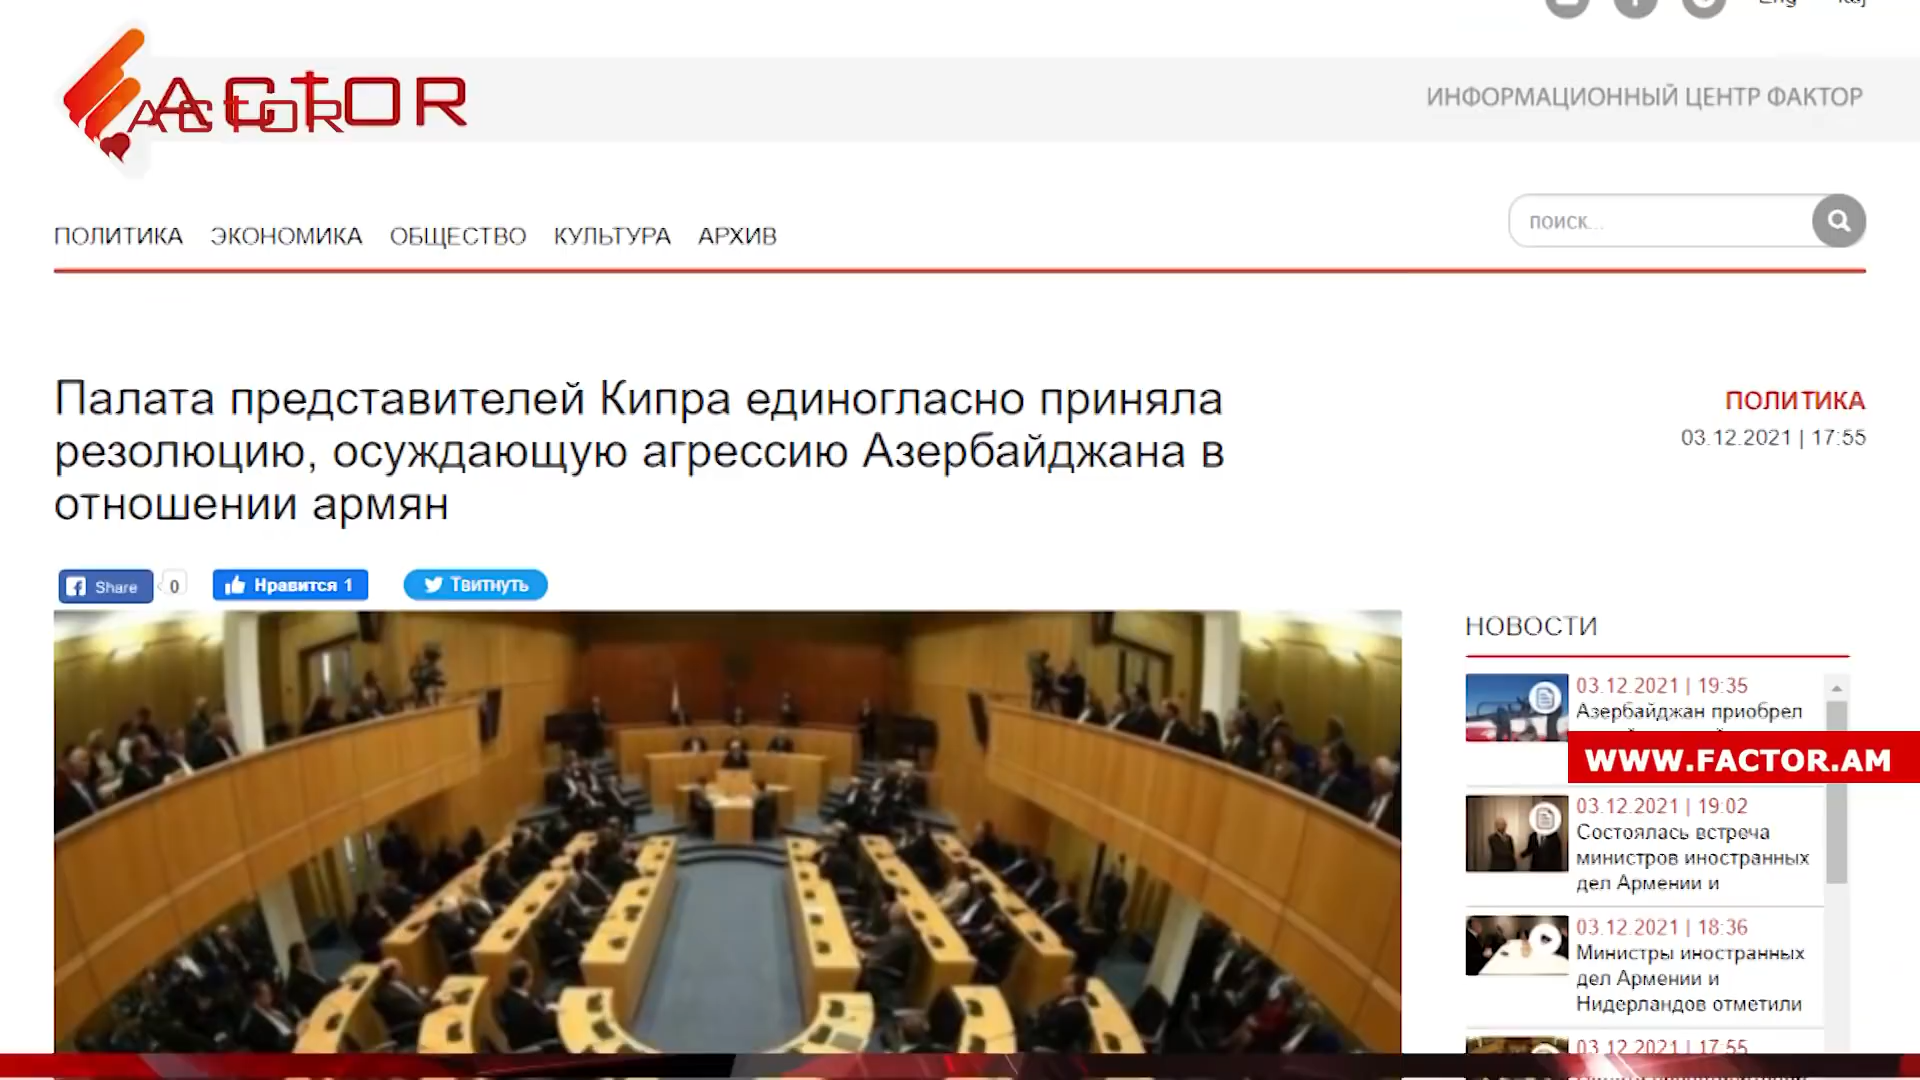 Eng
ACTOR
ACTOR
ИНФОРМАЦИОННЫЙ ЦЕНТР ФАКТОР
ПОЛИТИКА ЭКОНОМИКА ОБЩЕСТВО КУЛЬТУРА АРХИВ
поиск...
Палата представителей Кипра единогласно приняла
резолюцию, осуждающую агрессию Азербайджана в
отношении армян
ПОЛИТИКА
03.12.2021 | 17:55
Share 0 Нравится 1 Твитнуть
НОВОСТИ
03.12.2021 | 19:35
Азербайджан приобрел
WWW.FACTOR.AM
03.12.2021 | 19:02
Состоялась встреча
министров иностранных
дел Армении и
03.12.2021 | 18:36
Министры иностранных
дел Армении и
Нидерландов отметили
03.12.2021 | 17:55